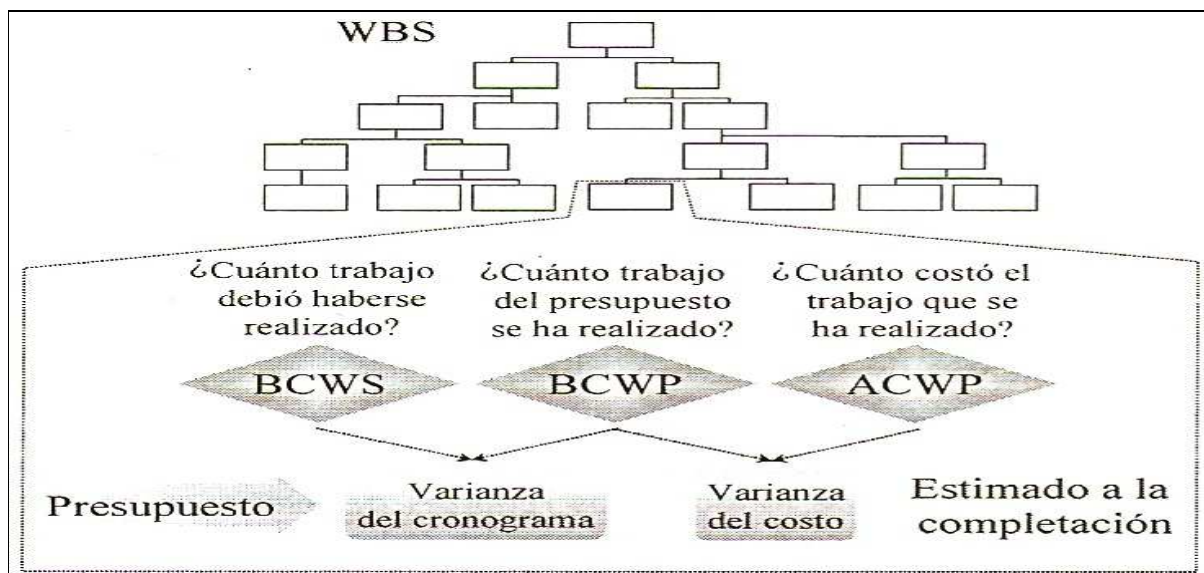 WBS
¿Cuánto trabajo
debió haberse
realizado?
¿Cuánto trabajo
del presupuesto
se ha realizado?
¿Cuánto costó el
trabajo que se
ha realizado?
BCWS
BCWP
ACWP
Presupuesto
Varianza
del cronograma
Varianza
del costo
Estimado a la
completación